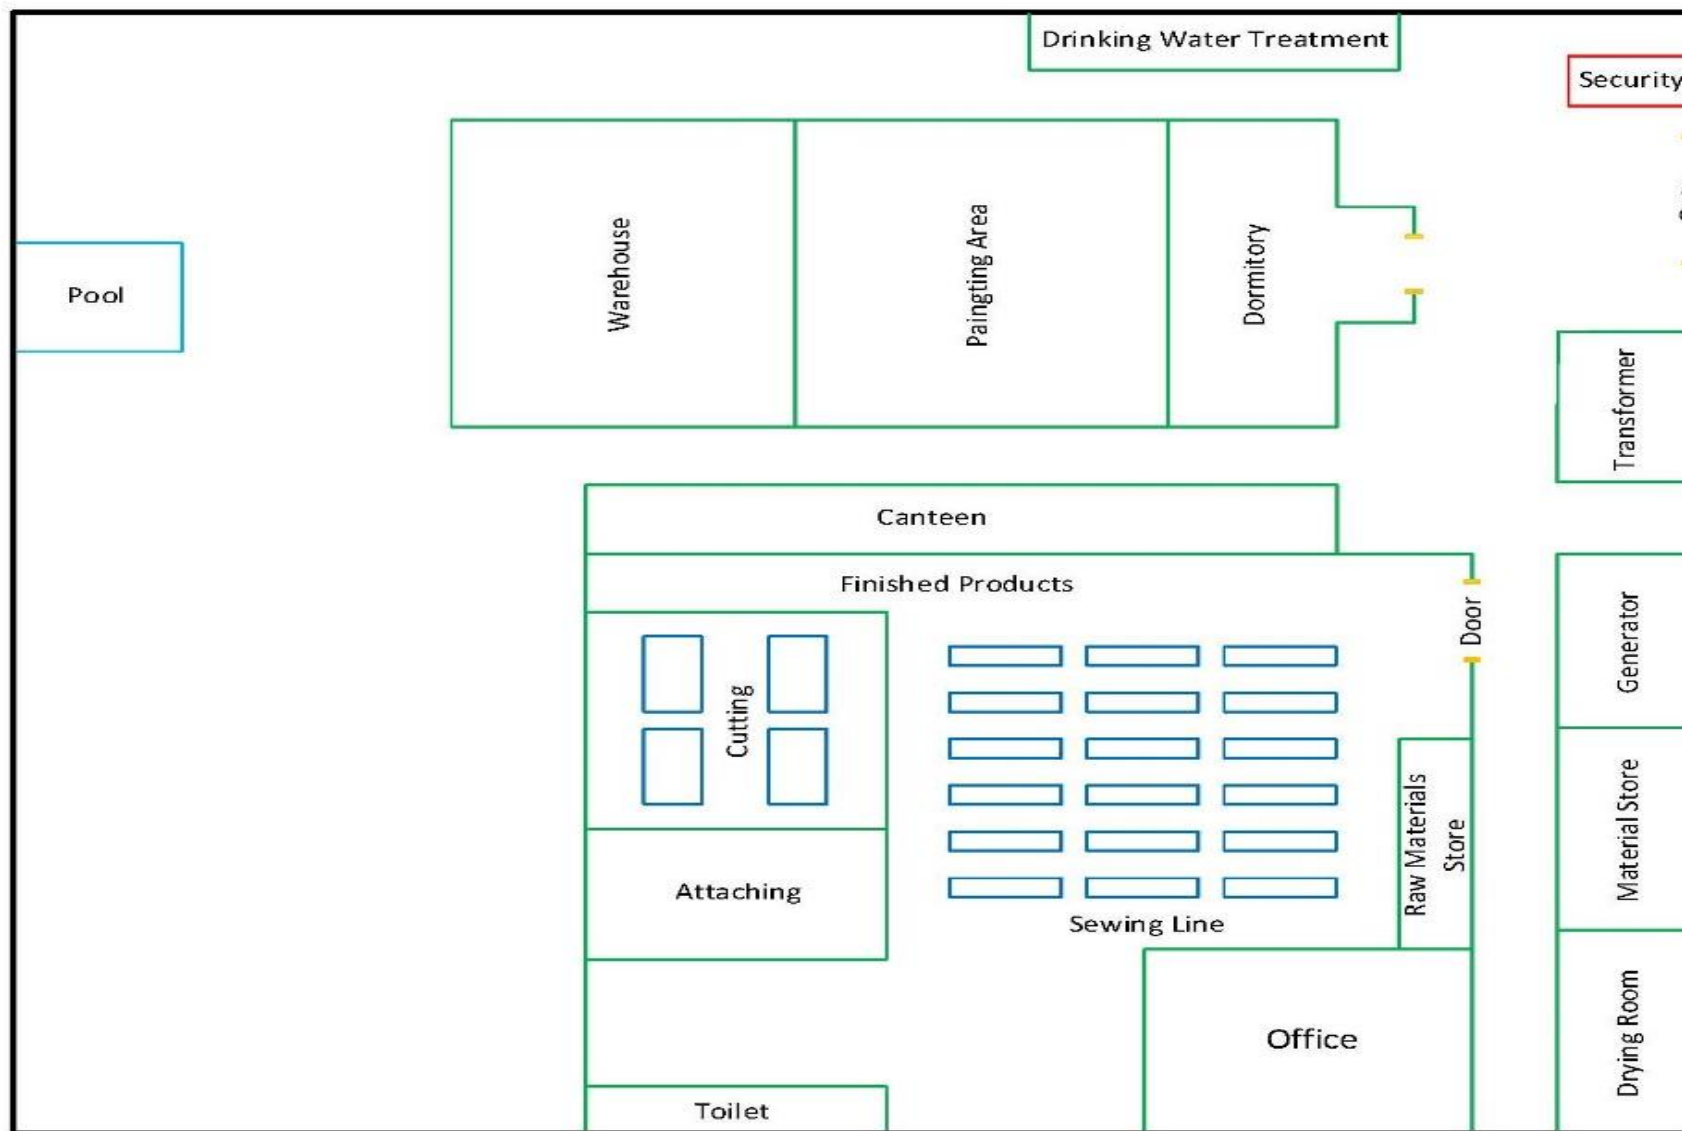 Drinking Water Treatment
Security
Warehouse
Paingting Area
Dormitory
Pool
Transformer
Canteen
Finished Products
Door
Generator
Cutting
Material Store
Raw Materials
Store
Attaching
Sewing Line
Office
Drying Room
Toilet